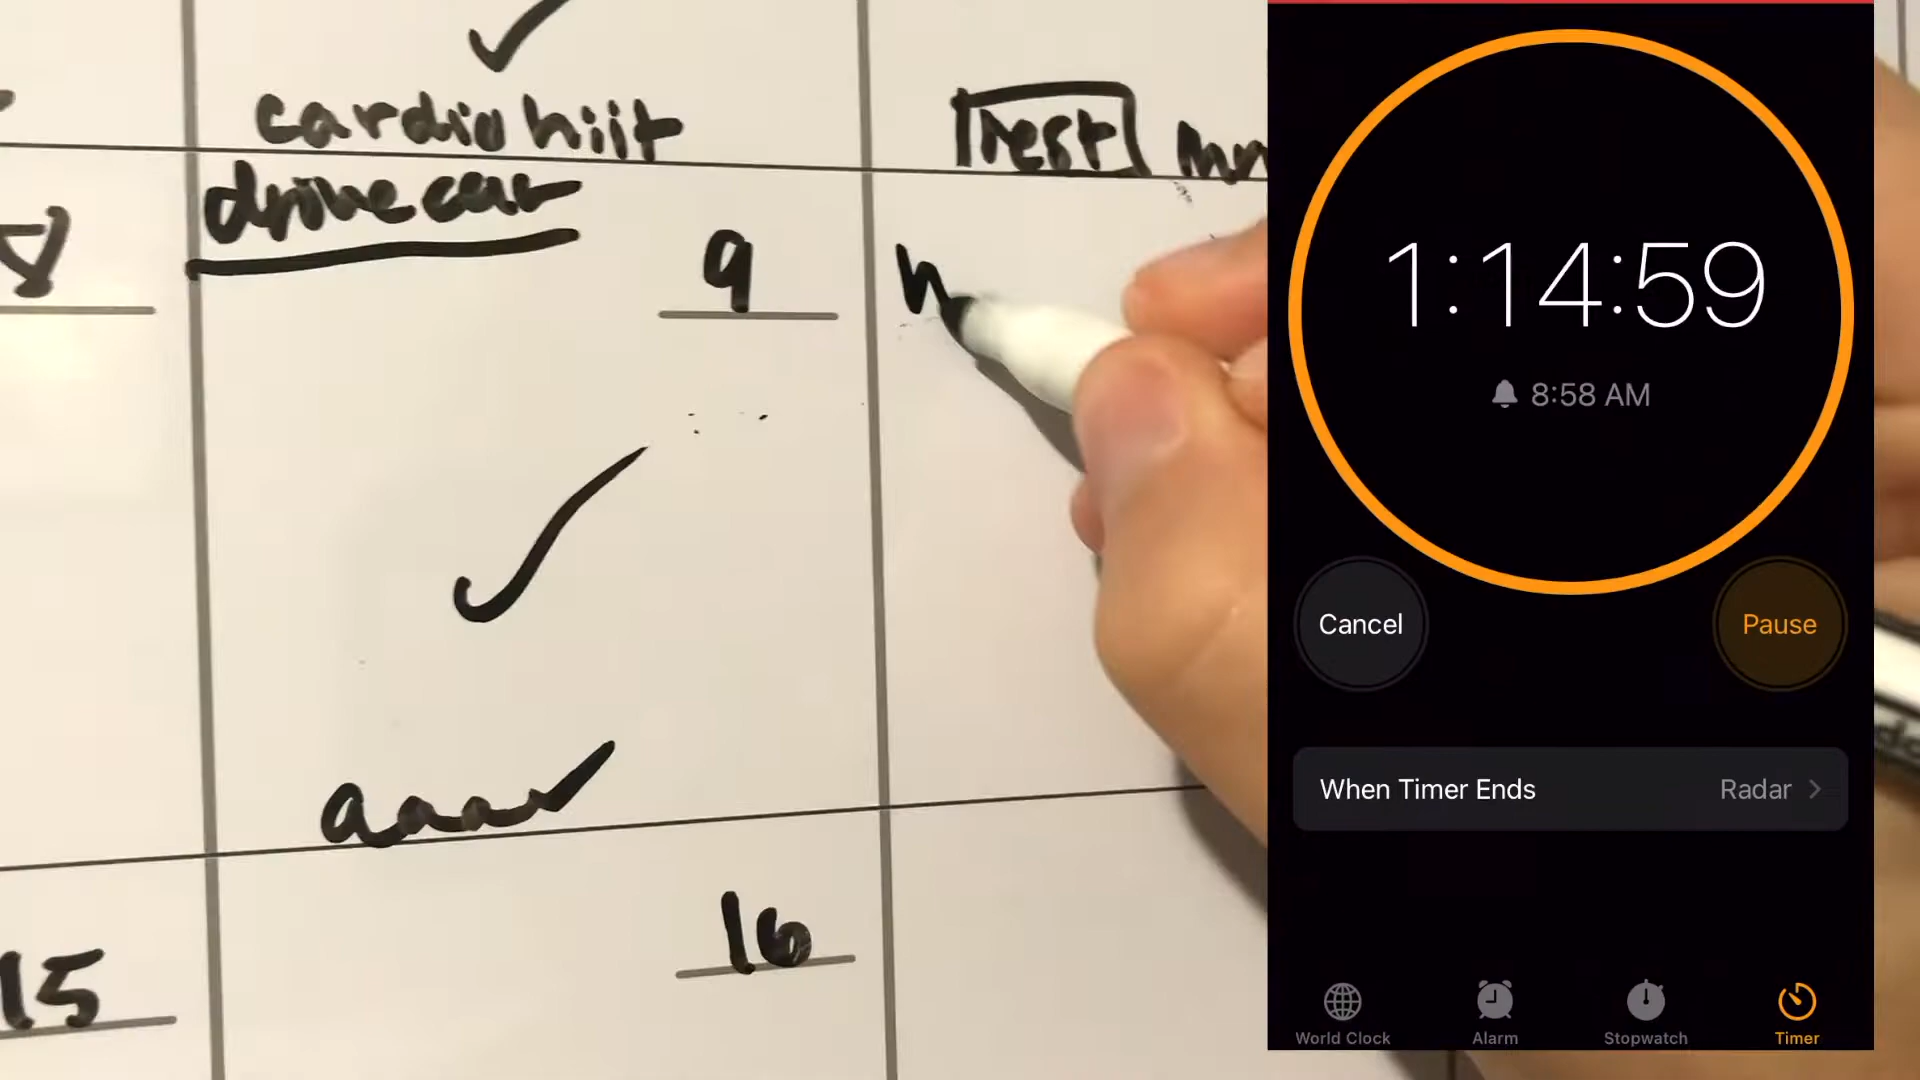 cardio hiit
rest
drive car
8
9
15
16
1:14:59
8:58 AM
Cancel
Pause
When Timer Ends
Radar
World Clock
Alarm
Stopwatch
Timer